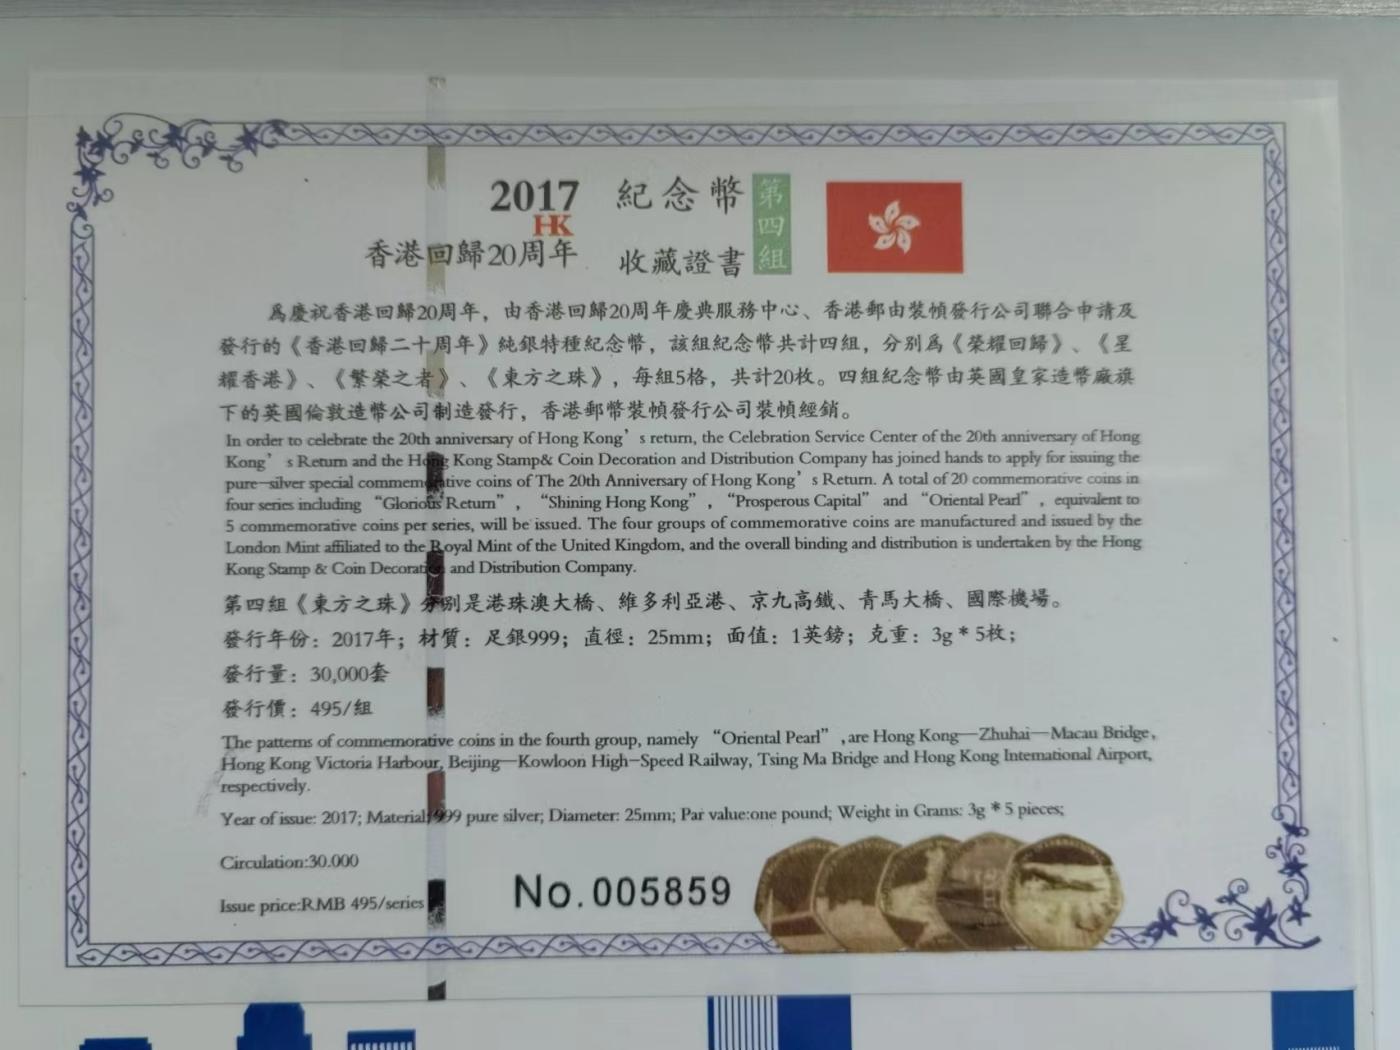 2017 紀念幣 第四組
HK
香港回歸20周年 收藏證書
爲慶祝香港回歸20周年，由香港回歸20周年慶典服務中心、香港郵由裝幀發行公司聯合申請及
發行的《香港回歸二十周年》純銀特種紀念幣，該組紀念幣共計四組，分别爲《榮耀回歸》、《星
耀香港》、《繁榮之者》、《東方之珠》，每組5格，共計20枚。四組紀念幣由英國皇家造幣廠旗
下的英國倫敦造幣公司制造發行，香港郵幣裝幀發行公司裝幀經銷。
In order to celebrate the 20th anniversary of Hong Kong’s return, the Celebration Service Center of the 20th anniversary of Hong
Kong’s Return and the Hong Kong Stamp& Coin Decoration and Distribution Company has joined hands to apply for issuing the
pure-silver special commemorative coins of The 20th Anniversary of Hong Kong’s Return. A total of 20 commemorative coins in
four series including “Glorious Return”, “Shining Hong Kong”, “Prosperous Capital” and “Oriental Pearl”, equivalent to
5 commemorative coins per series, will be issued. The four groups of commemorative coins are manufactured and issued by the
London Mint affiliated to the Royal Mint of the United Kingdom, and the overall binding and distribution is undertaken by the Hong
Kong Stamp & Coin Decoration and Distribution Company.
第四組《東方之珠》分别是港珠澳大橋、維多利亞港、京九高鐵、青馬大橋、國際機場。
發行年份：2017年；材質：足銀999；直徑：25mm；面值：1英鎊；克重：3g*5枚；
發行量：30,000套
發行價：495/組
The patterns of commemorative coins in the fourth group, namely “Oriental Pearl”,are Hong Kong—Zhuhai—Macau Bridge,
Hong Kong Victoria Harbour, Beijing—Kowloon High-Speed Railway, Tsing Ma Bridge and Hong Kong International Airport,
respectively.
Year of issue: 2017; Material:999 pure silver; Diameter: 25mm; Par value:one pound; Weight in Grams: 3g*5 pieces;
Circulation:30.000
Issue price:RMB 495/series
No.005859